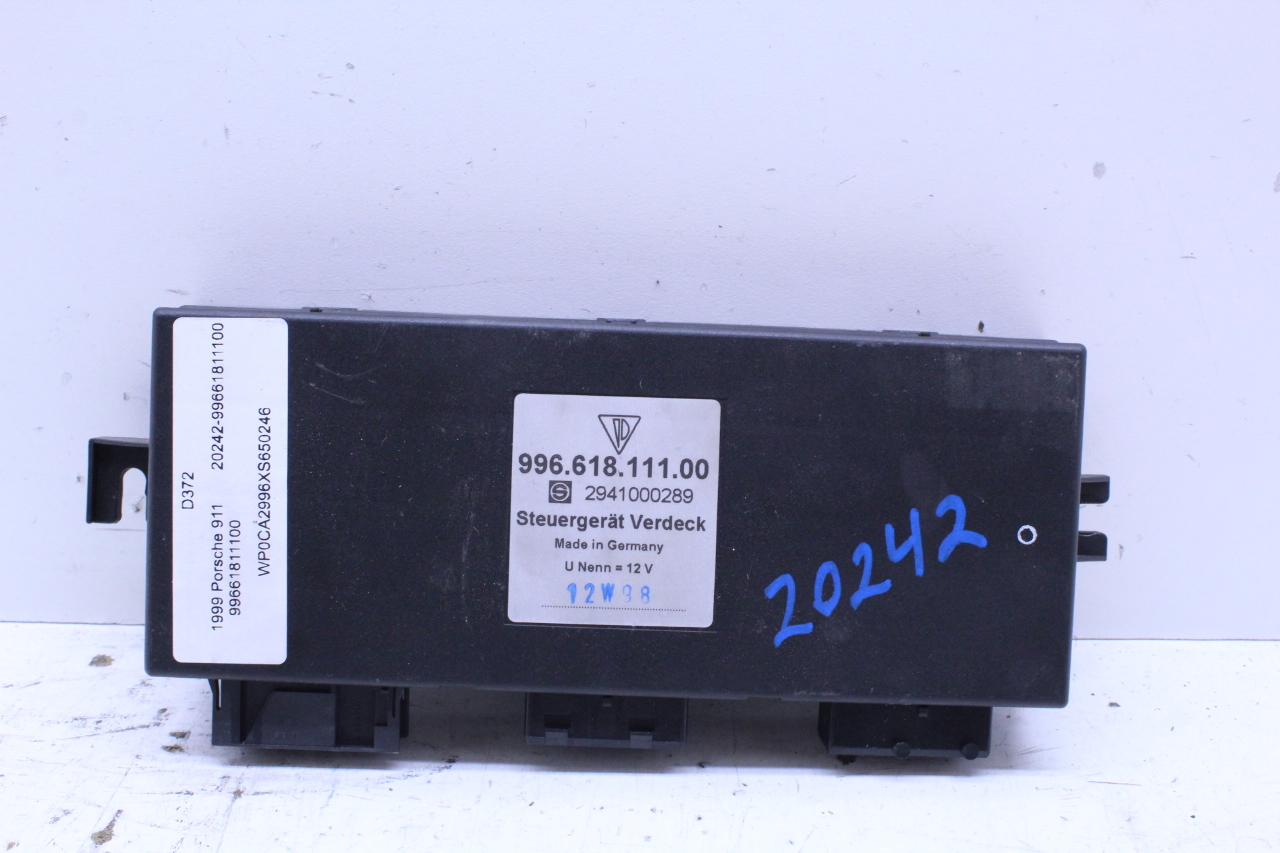 D372
1999 Porsche 911 20242-99661811100
99661811100
WP0CA2996XS650246
996.618.111.00
2941000289
Steuergerät Verdeck
Made in Germany
U Nenn = 12 V
12W98
20242